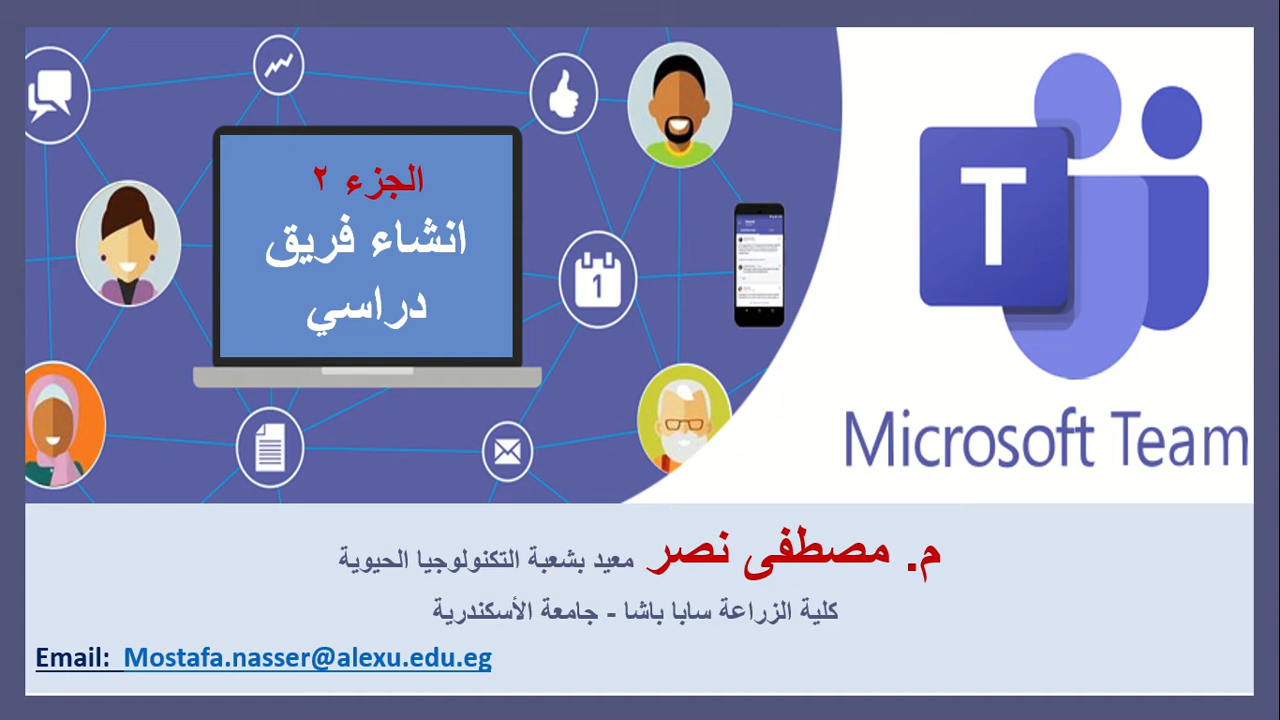 الجزء ٢
انشاء فريق
دراسي
1
T
Microsoft Team
م. مصطفى نصر معيد بشعبة التكنولوجيا الحيوية
كلية الزراعة سابا باشا - جامعة الأسكندرية
Email: Mostafa.nasser@alexu.edu.eg